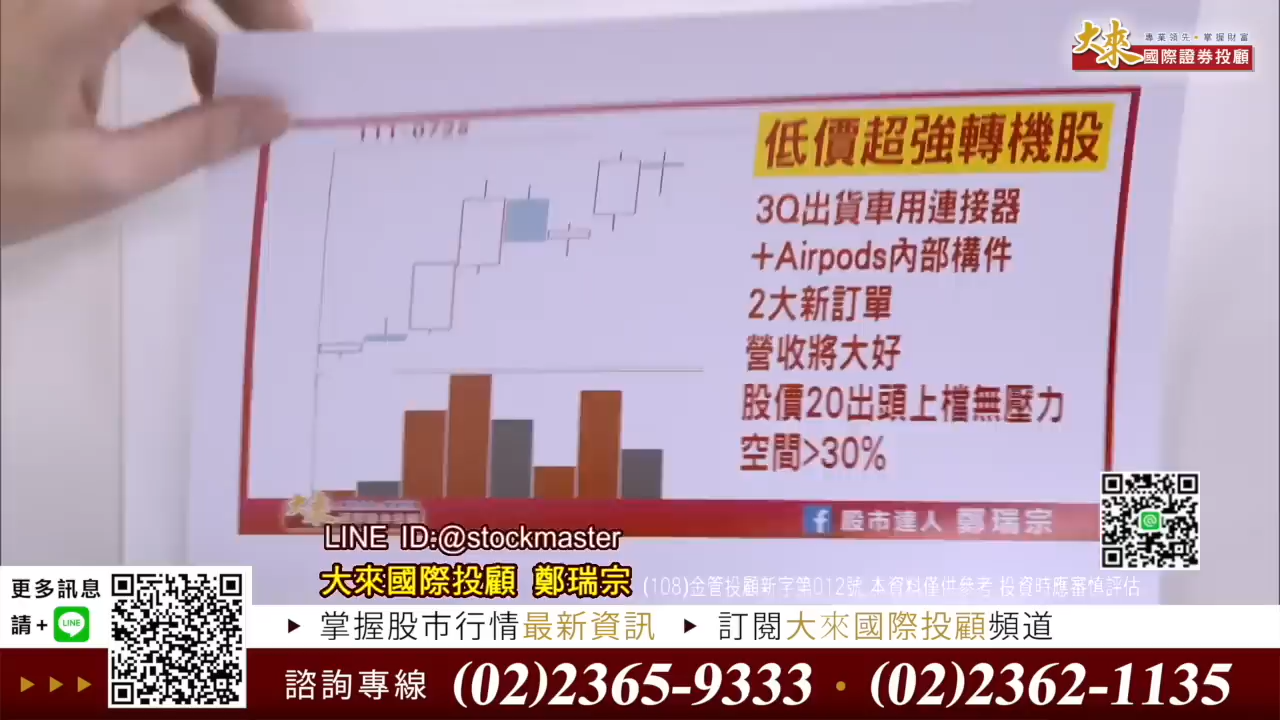 大來 專業領先・掌握財富
國際證券投顧
111 0728
低價超強轉機股
3Q出貨車用連接器
+Airpods內部構件
2大新訂單
營收將大好
股價20出頭上檔無壓力
空間>30%
大來
股市達人 鄭瑞宗
LINE ID:@stockmaster
大來國際投顧 鄭瑞宗 (108)金管投顧新字第012號 本資料僅供參考 投資時應審慎評估
更多訊息
請+ LINE
掌握股市行情最新資訊 訂閱大來國際投顧頻道
諮詢專線 (02)2365-9333・(02)2362-1135